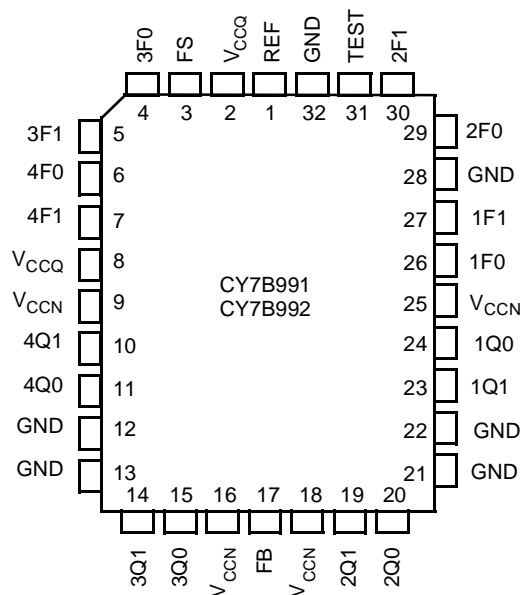 3F0 FS VCCQ REF GND TEST 2F1
4 3 2 1 32 31 30
3F1 5 29 2F0
4F0 6 28 GND
4F1 7 27 1F1
VCCQ 8 26 1F0
CY7B991
CY7B992
VCCN 9 25 VCCN
4Q1 10 24 1Q0
4Q0 11 23 1Q1
GND 12 22 GND
GND 13 21 GND
14 15 16 17 18 19 20
3Q1 3Q0 VCCN FB VCCN 2Q1 2Q0